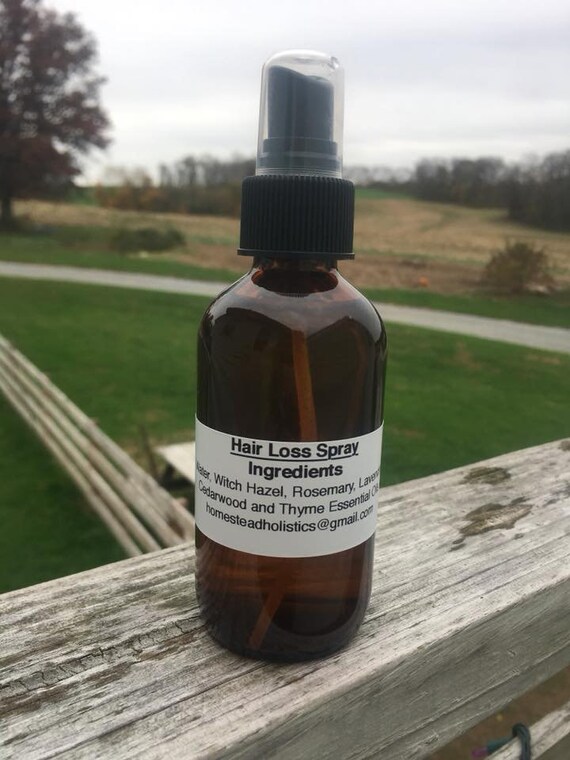 Hair Loss Spray
Ingredients
Witch Hazel, Rosemary,
Cedarwood and Thyme Essential
homesteadholistics@gmail.com